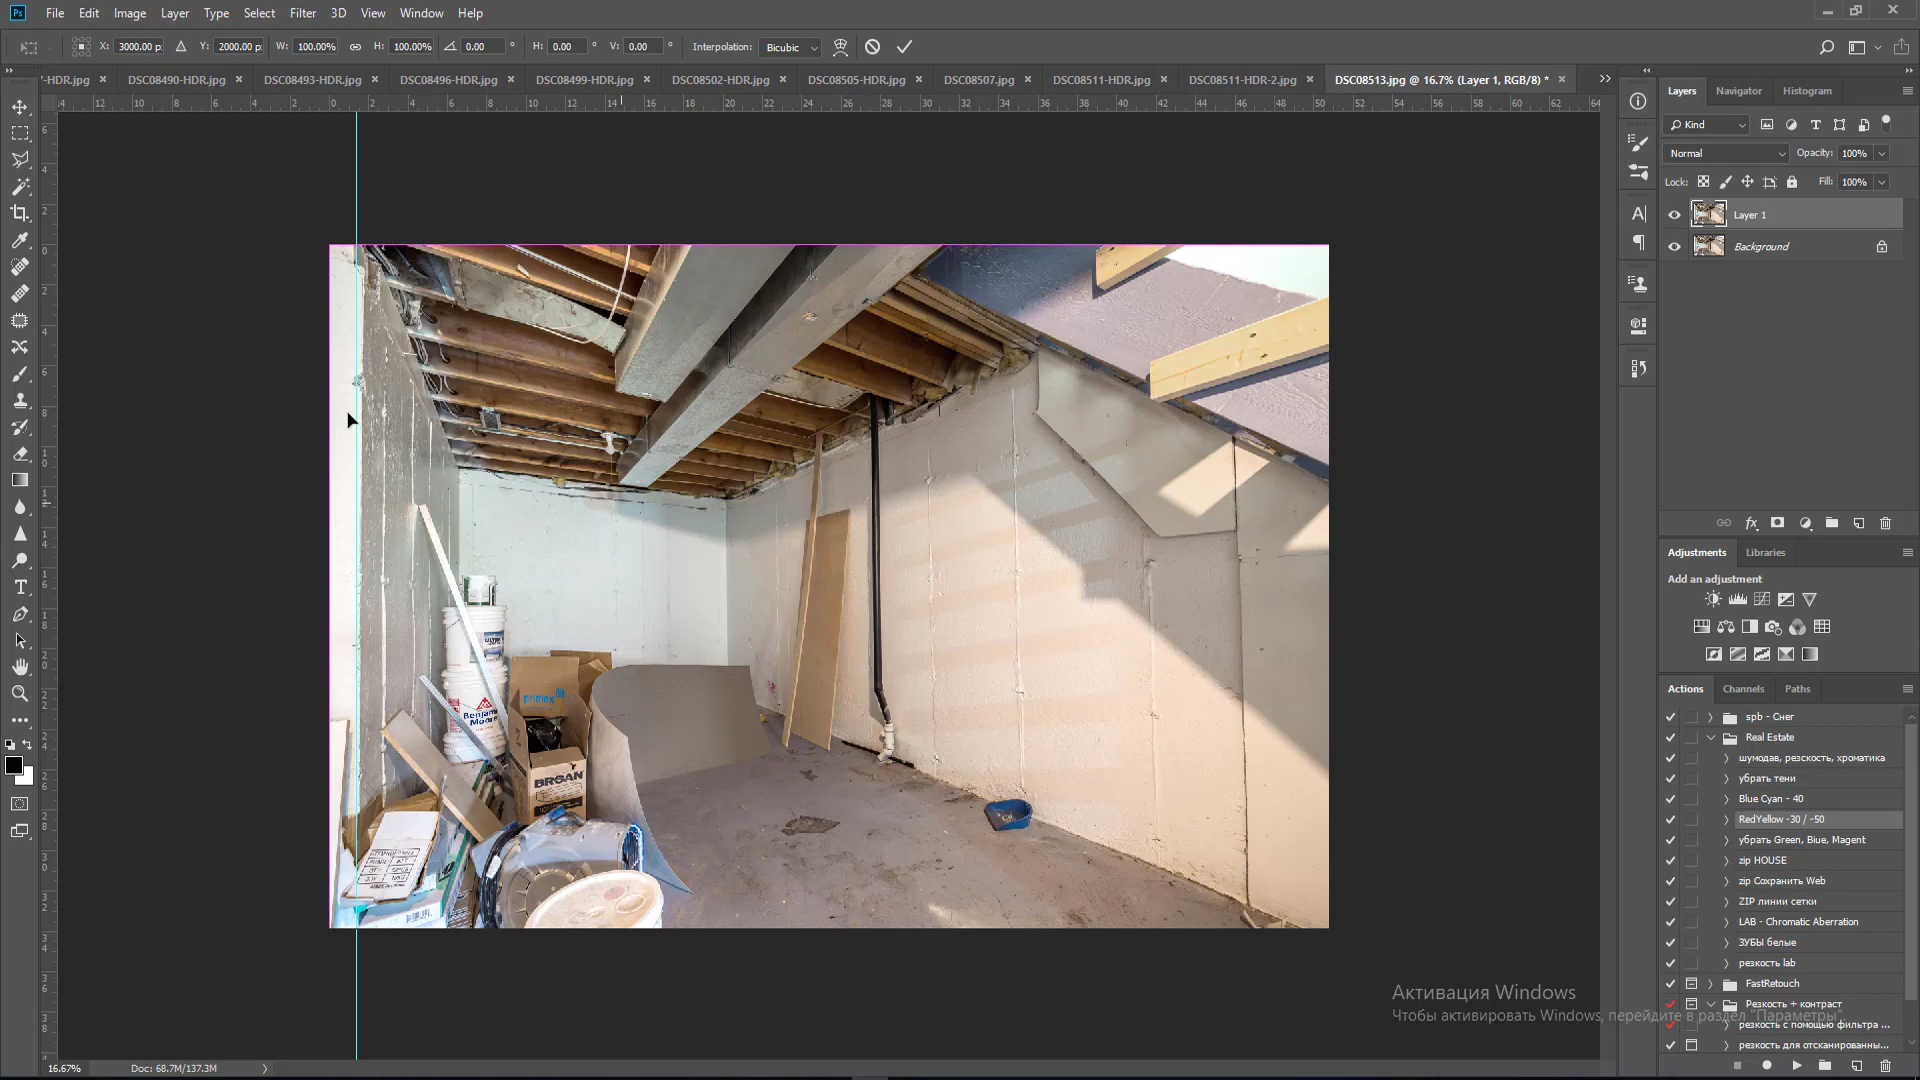 Ps File Edit Image Layer Type Select Filter 3D View Window Help
X: 3000.00 px Y: 2000.00 px W: 100.00% H: 100.00% 0.00 ° H: 0.00 ° V: 0.00 ° Interpolation: Bicubic
-HDR.jpg × DSC08490-HDR.jpg × DSC08493-HDR.jpg × DSC08496-HDR.jpg × DSC08499-HDR.jpg × DSC08502-HDR.jpg × DSC08505-HDR.jpg × DSC08507.jpg × DSC08511-HDR.jpg × DSC08511-HDR-2.jpg × DSC08513.jpg @ 16.7% (Layer 1, RGB/8) * ×
Layers Navigator Histogram
Kind
Normal Opacity: 100%
Lock: Fill: 100%
Layer 1
Background
primex
Benjamin
Moore
BRGAN
Adjustments Libraries
Add an adjustment
Actions Channels Paths
spb - Снег
Real Estate
шумодав, резскость, хроматика
убрать тени
Blue Cyan - 40
RedYellow -30 / -50
убрать Green, Biue, Magent
zip HOUSE
zip Сохранить Web
ZIP линии сетки
LAB - Chromatic Aberration
ЗУБЫ белые
резкость lab
FastRetouch
Резкость + контраст
резкость с помощью фильтра ...
резкость для отсканированны...
Активация Windows
Чтобы активировать Windows, перейдите в раздел "Параметры".
16.67% Doc: 68.7M/137.3M